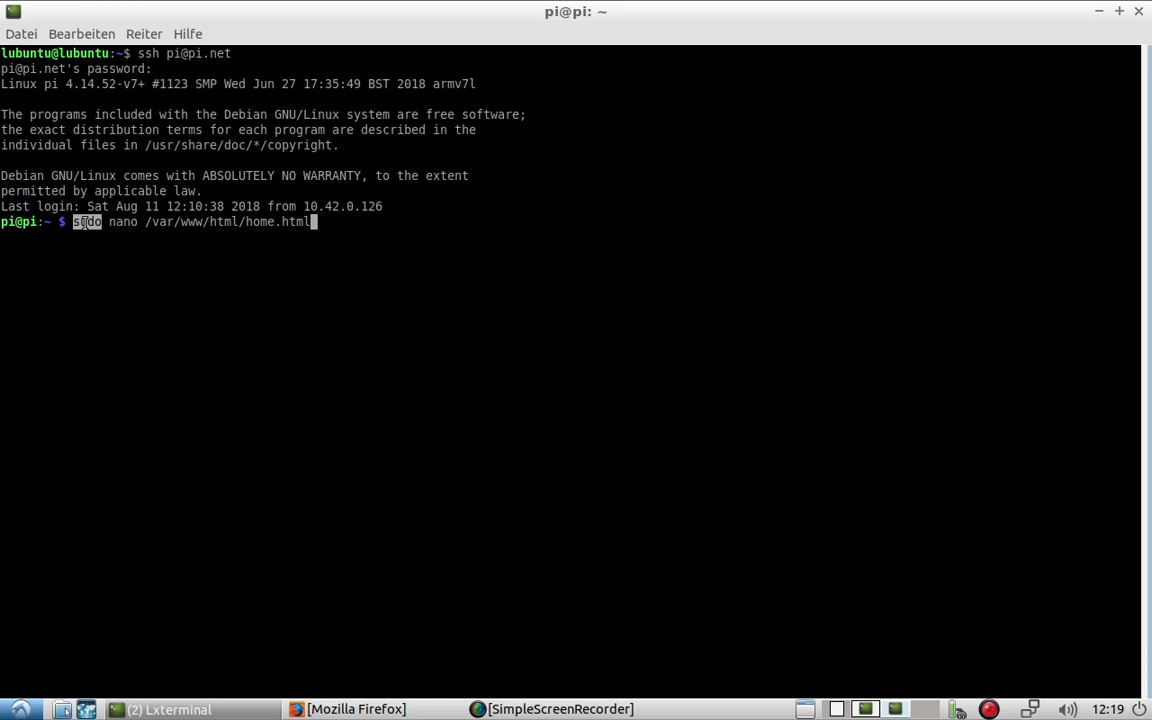 pi@pi: ~
Datei Bearbeiten Reiter Hilfe
lubuntu@lubuntu:~$ ssh pi@pi.net
pi@pi.net's password:
Linux pi 4.14.52-v7+ #1123 SMP Wed Jun 27 17:35:49 BST 2018 armv7l
The programs included with the Debian GNU/Linux system are free software;
the exact distribution terms for each program are described in the
individual files in /usr/share/doc/*/copyright.
Debian GNU/Linux comes with ABSOLUTELY NO WARRANTY, to the extent
permitted by applicable law.
Last login: Sat Aug 11 12:10:38 2018 from 10.42.0.126
pi@pi:~ $ sudo nano /var/www/html/home.html
(2) Lxterminal [Mozilla Firefox] [SimpleScreenRecorder] 12:19